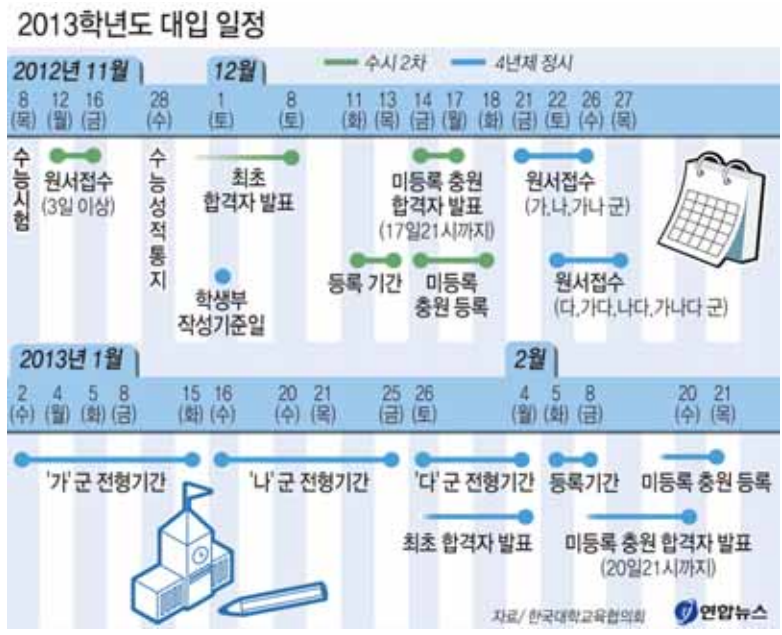 2013학년도 대입 일정
수시 2차
4년제 정시
2012년 11월
12월
8 12 16 28 1 8 11 13 14 17 18 21 22 26 27
(목) (월) (금) (수) (토) (토) (화) (목) (금) (월) (화) (금) (토) (수) (목)
수능시험
원서접수
(3일 이상)
수능성적통지
최초
합격자 발표
미등록 충원
합격자 발표
(17일21시까지)
원서접수
(가,나,가나 군)
학생부
작성기준일
등록 기간
미등록
충원 등록
원서접수
(다,가다,나다,가나다 군)
2013년 1월
2월
2 4 5 8 15 16 20 21 25 26 4 5 8 20 21
(수) (월) (화) (금) (화) (수) (수) (목) (금) (토) (월) (화) (금) (수) (목)
'가' 군 전형기간
'나' 군 전형기간
'다' 군 전형기간
등록기간
미등록 충원 등록
최초 합격자 발표
미등록 충원 합격자 발표
(20일21시까지)
자료/ 한국대학교육협의회
연합뉴스